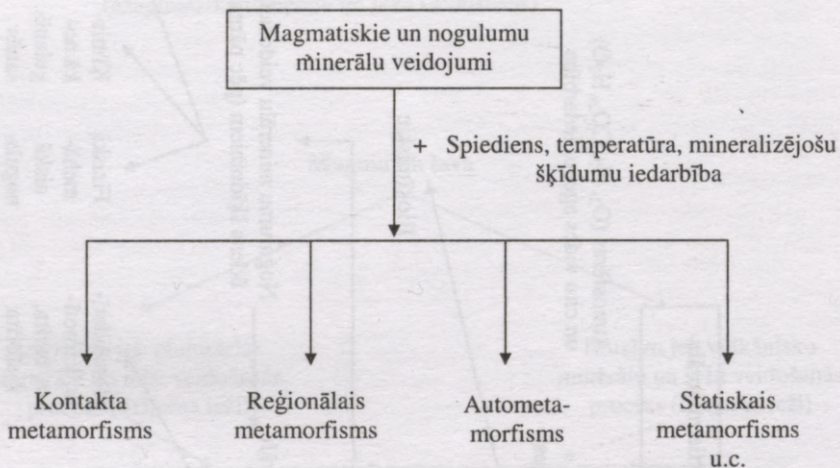 Magmatiskie un nogulumu
minerālu veidojumi
+ Spiediens, temperatūra, mineralizējošu
šķīdumu iedarbība
Kontakta
metamorfisms
Reģionālais
metamorfisms
Autometa-
morfisms
Statiskais
metamorfisms
u.c.